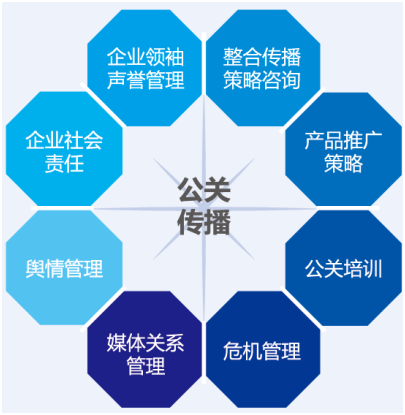 企业领袖
声誉管理
整合传播
策略咨询
企业社会
责任
产品推广
策略
公关
传播
舆情管理
公关培训
媒体关系
管理
危机管理